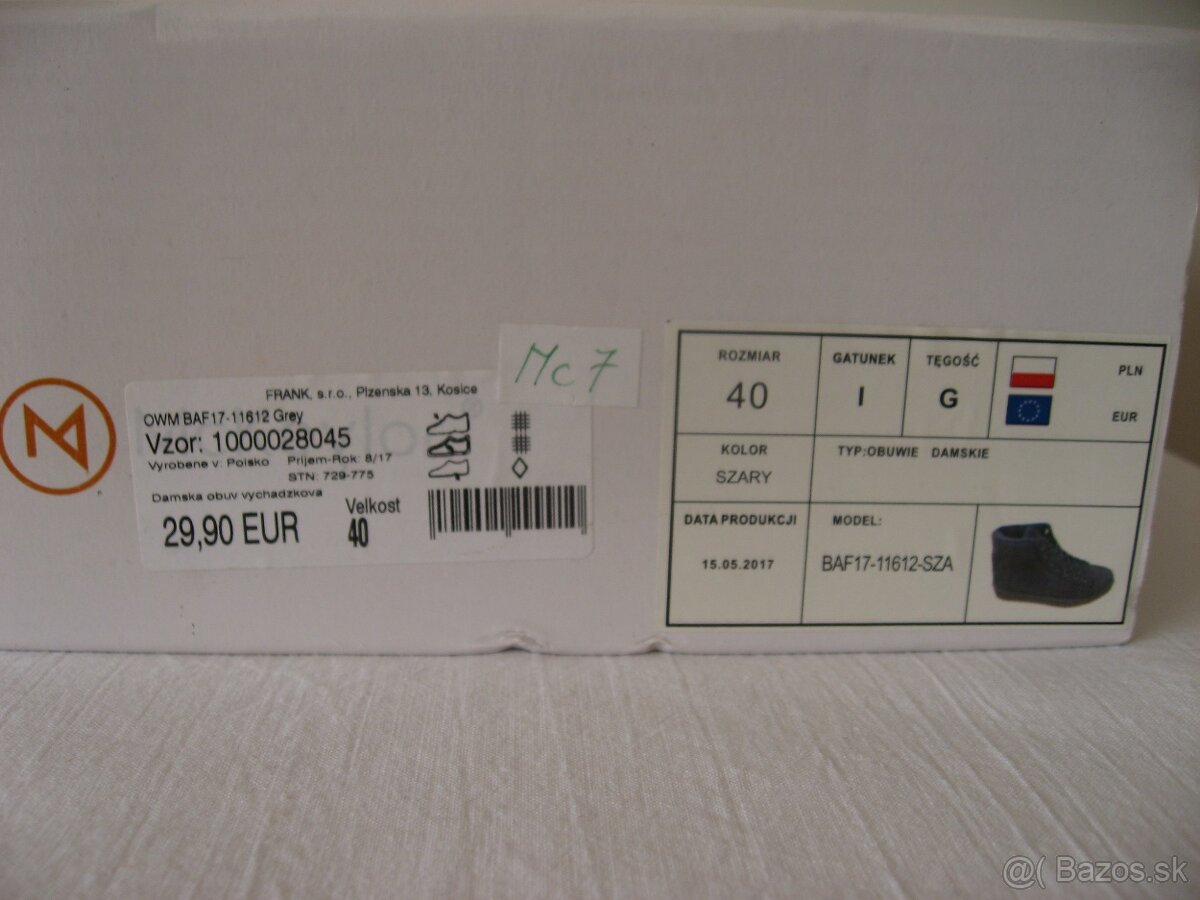 FRANK, s.r.o., Plzenska 13, Kosice
OWM BAF17-11612 Grey
Vzor: 1000028045
Vyrobene v: Polsko Prijem-Rok: 8/17
STN: 729-775
Damska obuv vychadzkova
29,90 EUR
Velkost
40
Mc 7
ROZMIAR
40
GATUNEK
I
TĘGOŚĆ
G
PLN
EUR
KOLOR
SZARY
TYP:OBUWIE DAMSKIE
DATA PRODUKCJI
15.05.2017
MODEL:
BAF17-11612-SZA
@( Bazos.sk